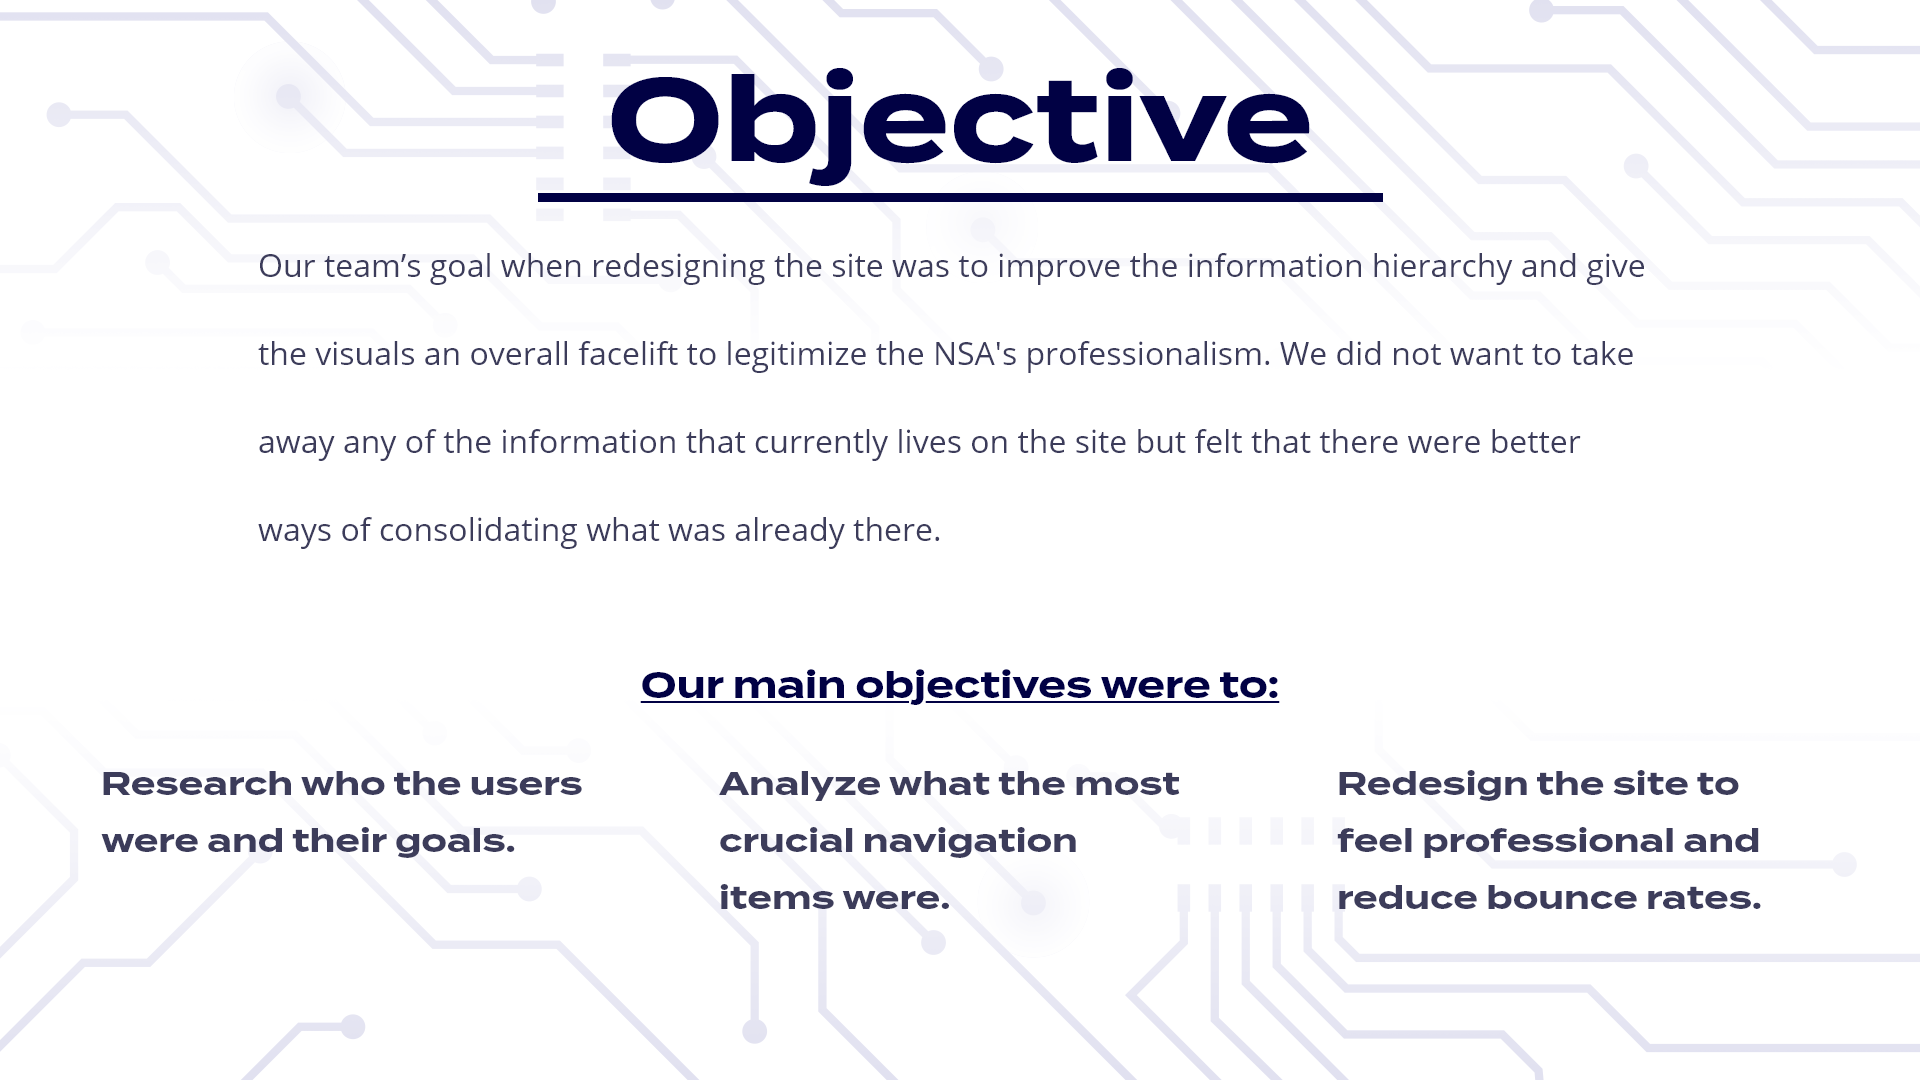 Objective
Our team’s goal when redesigning the site was to improve the information hierarchy and give
the visuals an overall facelift to legitimize the NSA's professionalism. We did not want to take
away any of the information that currently lives on the site but felt that there were better
ways of consolidating what was already there.
Our main objectives were to:
Research who the users
were and their goals.
Analyze what the most
crucial navigation
items were.
Redesign the site to
feel professional and
reduce bounce rates.